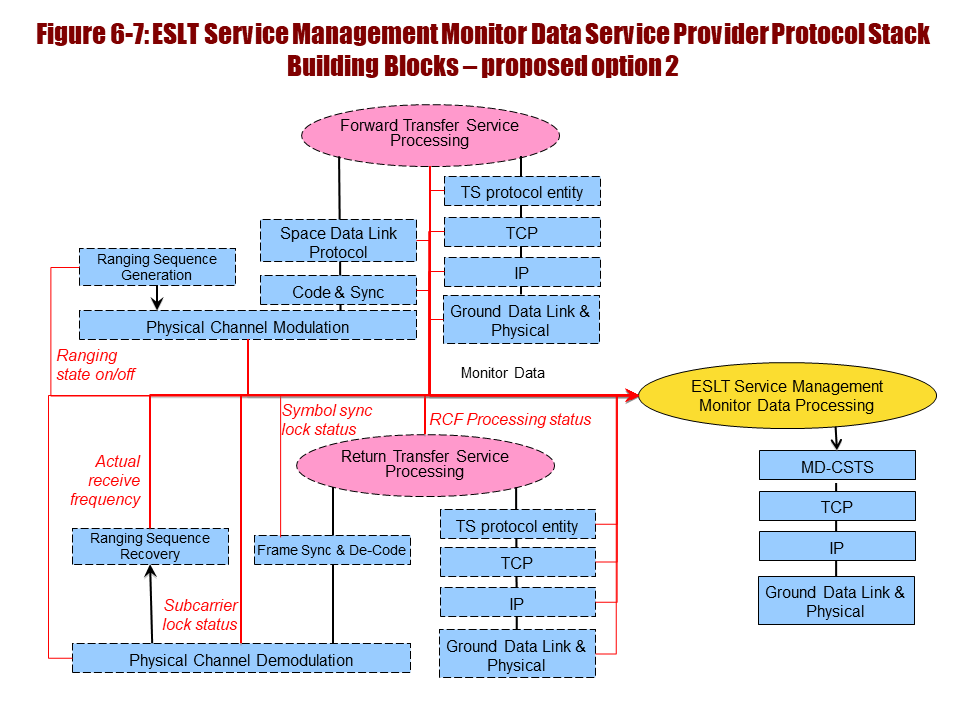 Figure 6-7: ESLT Service Management Monitor Data Service Provider Protocol Stack
Building Blocks – proposed option 2
Forward Transfer Service
Processing
TS protocol entity
Space Data Link
Protocol
TCP
Ranging Sequence
Generation
IP
Code & Sync
Ground Data Link &
Physical
Physical Channel Modulation
Ranging
state on/off
Monitor Data
ESLT Service Management
Monitor Data Processing
Symbol sync
lock status
RCF Processing status
Return Transfer Service
Processing
Actual
receive
frequency
MD-CSTS
TCP
IP
Ground Data Link &
Physical
TS protocol entity
Ranging Sequence
Recovery
Frame Sync & De-Code
TCP
IP
Subcarrier
lock status
Ground Data Link &
Physical
Physical Channel Demodulation